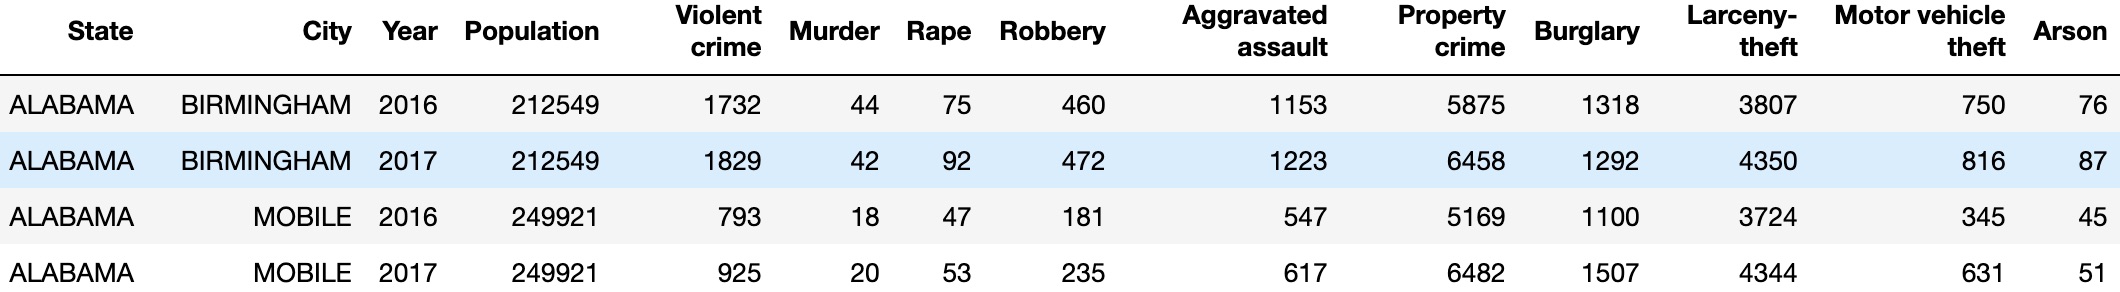 State City Year Population Violent crime Murder Rape Robbery Aggravated assault Property crime Burglary Larceny-theft Motor vehicle theft Arson
ALABAMA BIRMINGHAM 2016 212549 1732 44 75 460 1153 5875 1318 3807 750 76
ALABAMA BIRMINGHAM 2017 212549 1829 42 92 472 1223 6458 1292 4350 816 87
ALABAMA MOBILE 2016 249921 793 18 47 181 547 5169 1100 3724 345 45
ALABAMA MOBILE 2017 249921 925 20 53 235 617 6482 1507 4344 631 51